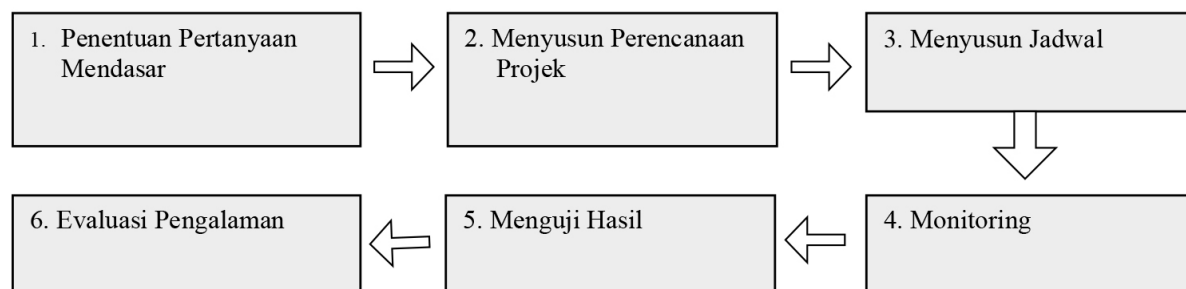 1. Penentuan Pertanyaan
Mendasar
2. Menyusun Perencanaan
Projek
3. Menyusun Jadwal
6. Evaluasi Pengalaman
5. Menguji Hasil
4. Monitoring